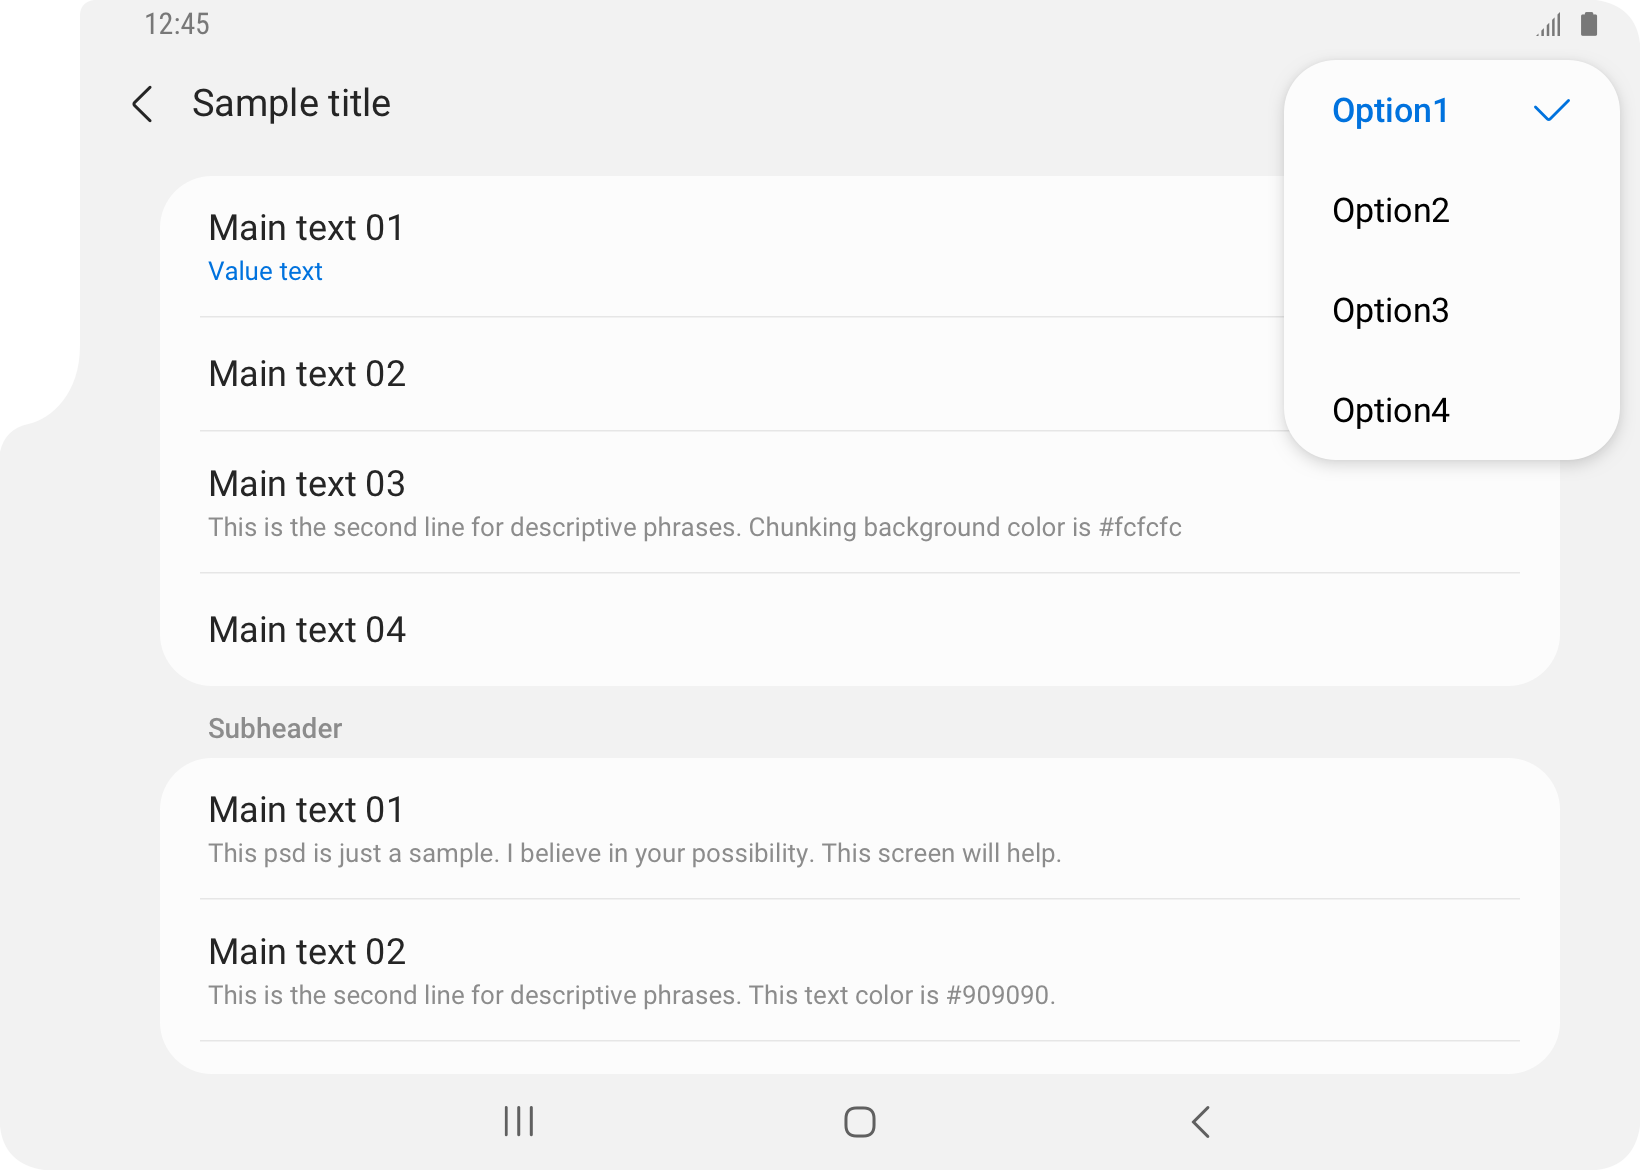 12:45
Sample title
Option1
Option2
Option3
Option4
Main text 01
Value text
Main text 02
Main text 03
This is the second line for descriptive phrases. Chunking background color is #fcfcfc
Main text 04
Subheader
Main text 01
This psd is just a sample. I believe in your possibility. This screen will help.
Main text 02
This is the second line for descriptive phrases. This text color is #909090.